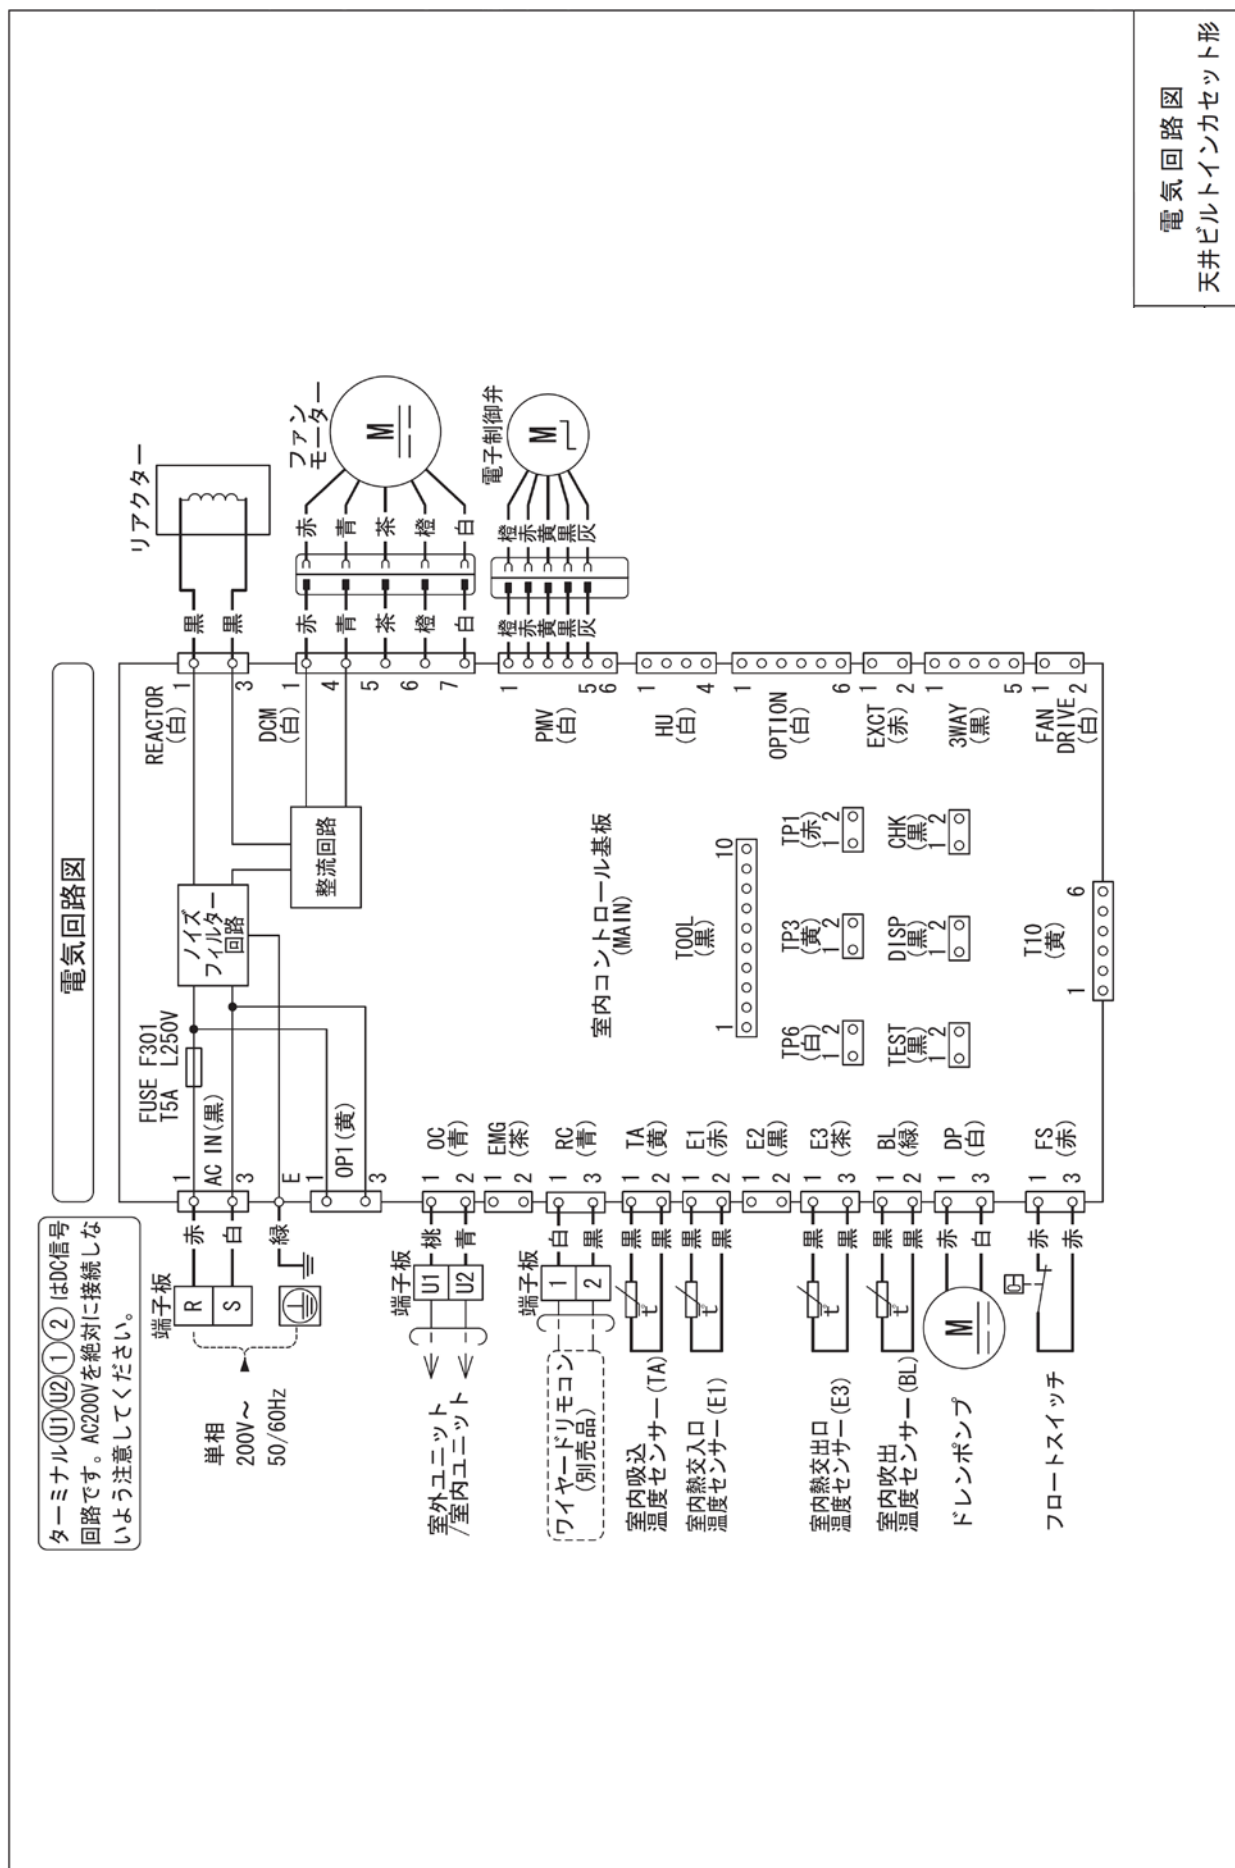 電気回路図
ターミナルU1 U2 1 2はDC信号
回路です。AC200Vを絶対に接続しな
いよう注意してください。
単相
200V～
50/60Hz
端子板
R
S
赤
白
緑
1
3
E
AC IN(黒)
FUSE F301
T5A L250V
1
3
OP1(黄)
ノイズ
フィルター
回路
整流回路
REACTOR
(白)
1
3
黒
黒
リアクター
DCM
(白)
1
4
5
6
7
赤
青
茶
橙
白
赤
青
茶
橙
白
ファン
モーター
M
PMV
(白)
1
5
6
橙
赤
黄
黒
灰
橙
赤
黄
黒
灰
電子制御弁
M
HU
(白)
1
4
OPTION
(白)
1
6
EXCT
(赤)
1
2
3WAY
(黒)
1
5
FAN
DRIVE
(白)
1
2
室外ユニット
/室内ユニット
端子板
U1
U2
桃
青
1
2
OC
(青)
1
2
EMG
(茶)
ワイヤードリモコン
(別売品)
端子板
1
2
白
黒
1
3
RC
(青)
室内吸込
温度センサー(TA)
t°
黒
黒
1
2
TA
(黄)
室内熱交入口
温度センサー(E1)
t°
黒
黒
1
2
E1
(赤)
1
2
E2
(黒)
室内熱交出口
温度センサー(E3)
t°
黒
黒
1
3
E3
(茶)
室内吹出
温度センサー(BL)
t°
黒
黒
1
2
BL
(緑)
ドレンポンプ
M
赤
白
1
3
DP
(白)
フロートスイッチ
赤
赤
1
3
FS
(赤)
室内コントロール基板
(MAIN)
TOOL
(黒)
1
10
TP6
(白)
1 2
TP3
(黄)
1 2
TP1
(赤)
1 2
TEST
(黒)
1 2
DISP
(黒)
1 2
CHK
(黒)
1 2
T10
(黄)
1
6
電気回路図
天井ビルトインカセット形